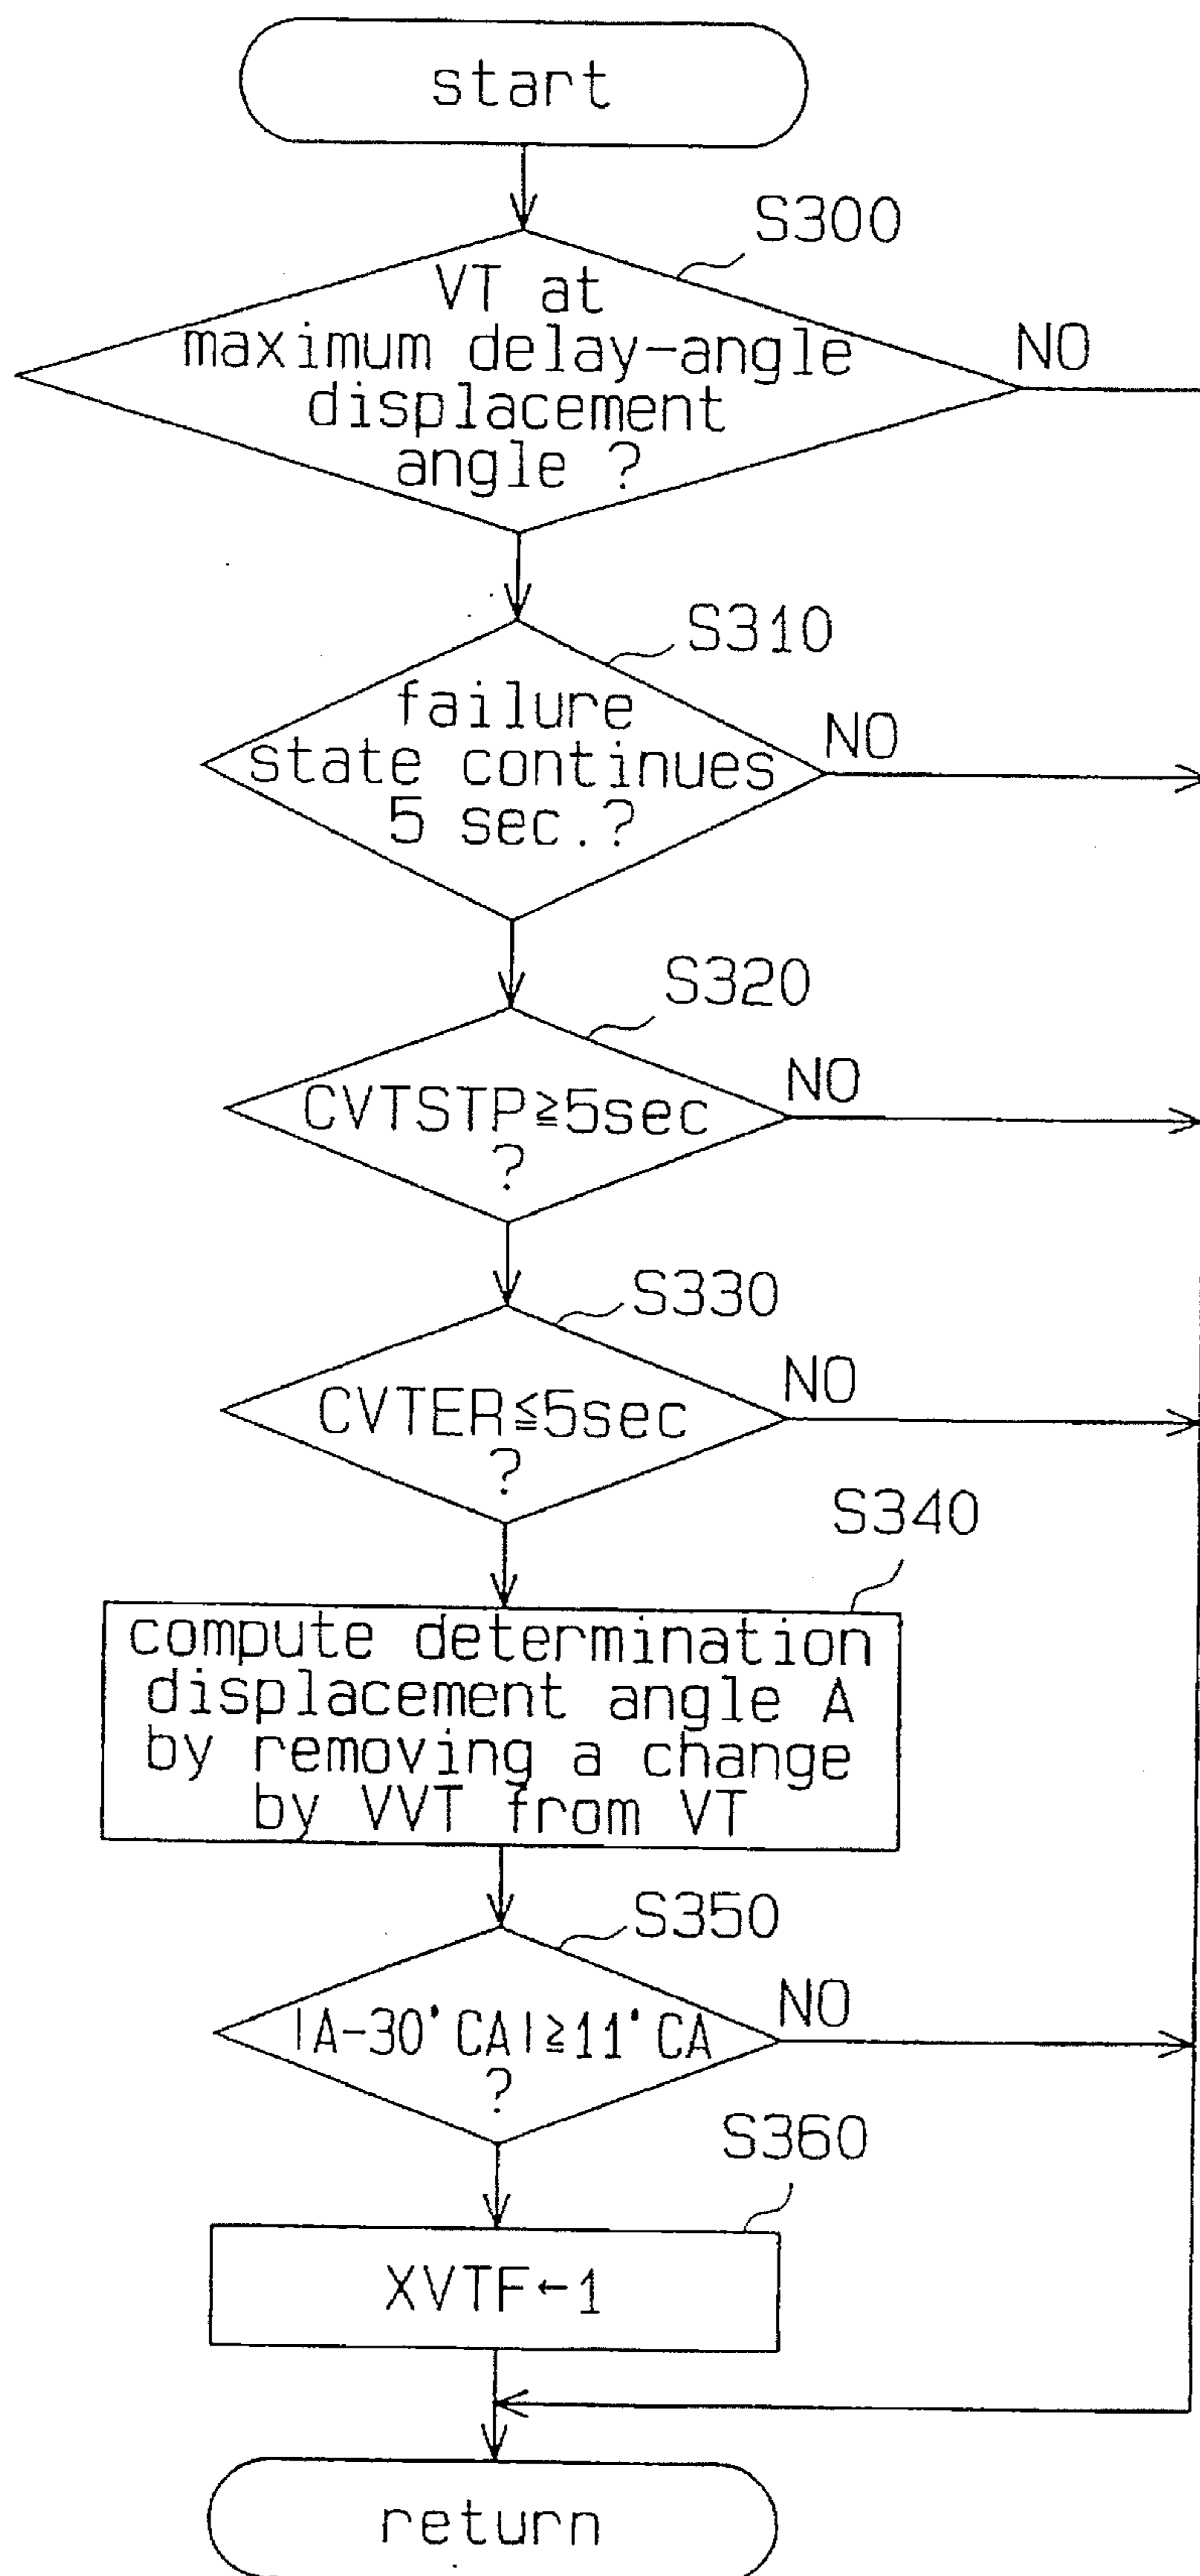 start
S300
VT at
maximum delay-angle
displacement
angle ?
NO
S310
failure
state continues
5 sec.?
NO
S320
CVTSTP≧5sec
?
NO
S330
CVTER≦5sec
?
NO
S340
compute determination
displacement angle A
by removing a change
by VVT from VT
S350
|A-30°CA|≧11°CA
?
NO
S360
XVTF←1
return